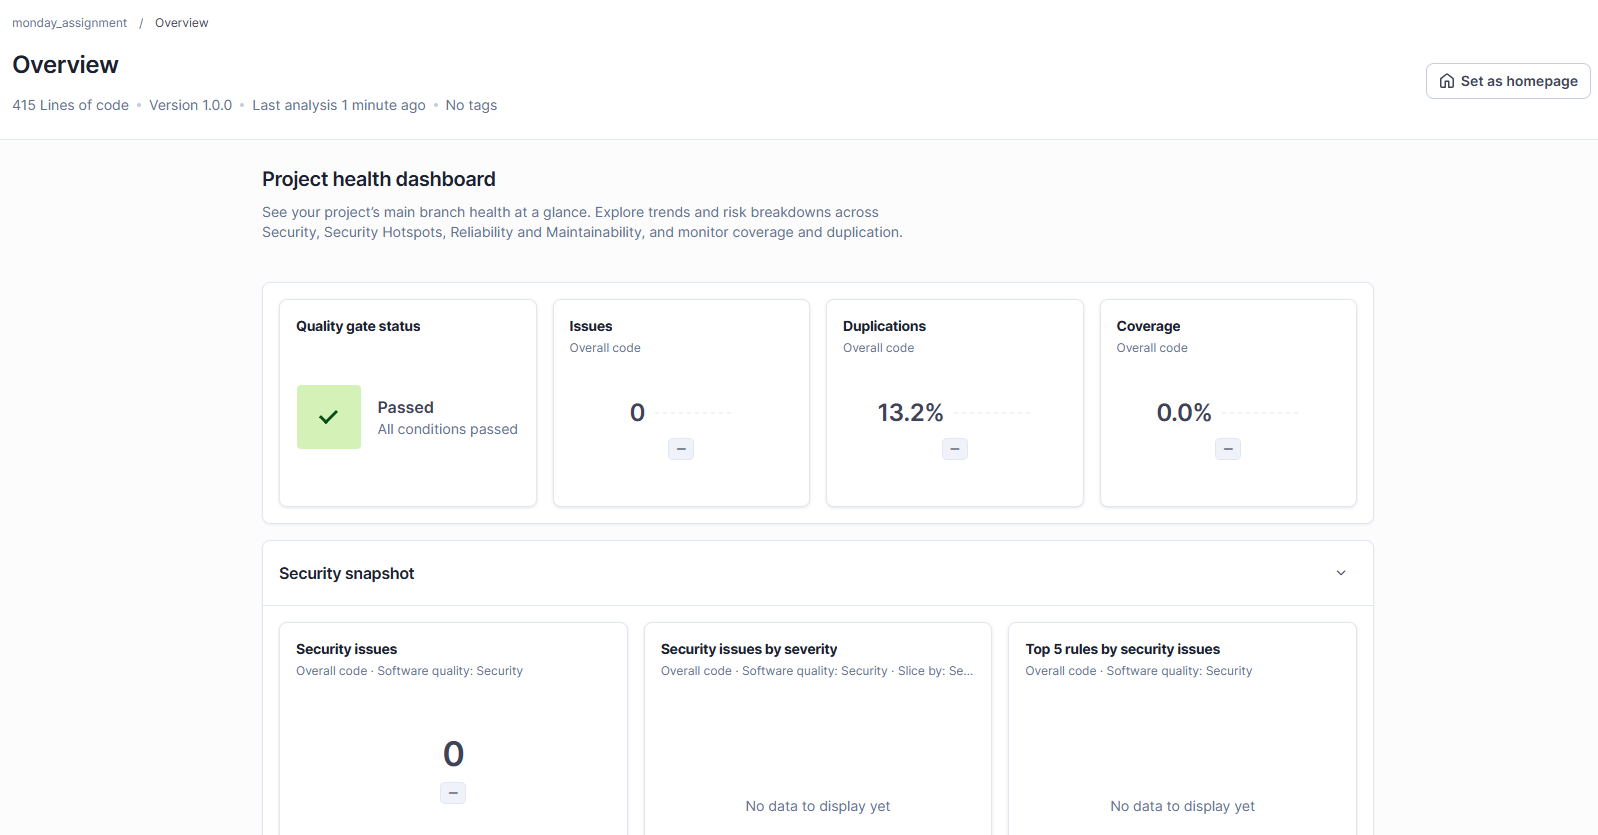 monday_assignment / Overview
Overview
415 Lines of code • Version 1.0.0 • Last analysis 1 minute ago • No tags
Set as homepage
Project health dashboard
See your project’s main branch health at a glance. Explore trends and risk breakdowns across
Security, Security Hotspots, Reliability and Maintainability, and monitor coverage and duplication.
Quality gate status
Passed
All conditions passed
Issues
Overall code
0
Duplications
Overall code
13.2%
Coverage
Overall code
0.0%
Security snapshot
Security issues
Overall code · Software quality: Security
0
Security issues by severity
Overall code · Software quality: Security · Slice by: Se...
No data to display yet
Top 5 rules by security issues
Overall code · Software quality: Security
No data to display yet